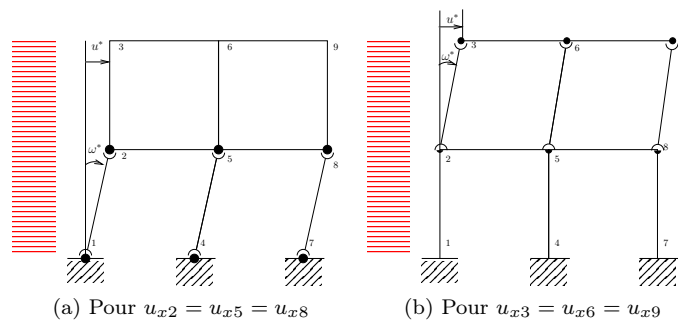 u*
3
6
9
ω*
2
5
8
1
4
7
(a) Pour u_{x2} = u_{x5} = u_{x8}
u*
3
6
ω*
2
5
8
1
4
7
(b) Pour u_{x3} = u_{x6} = u_{x9}